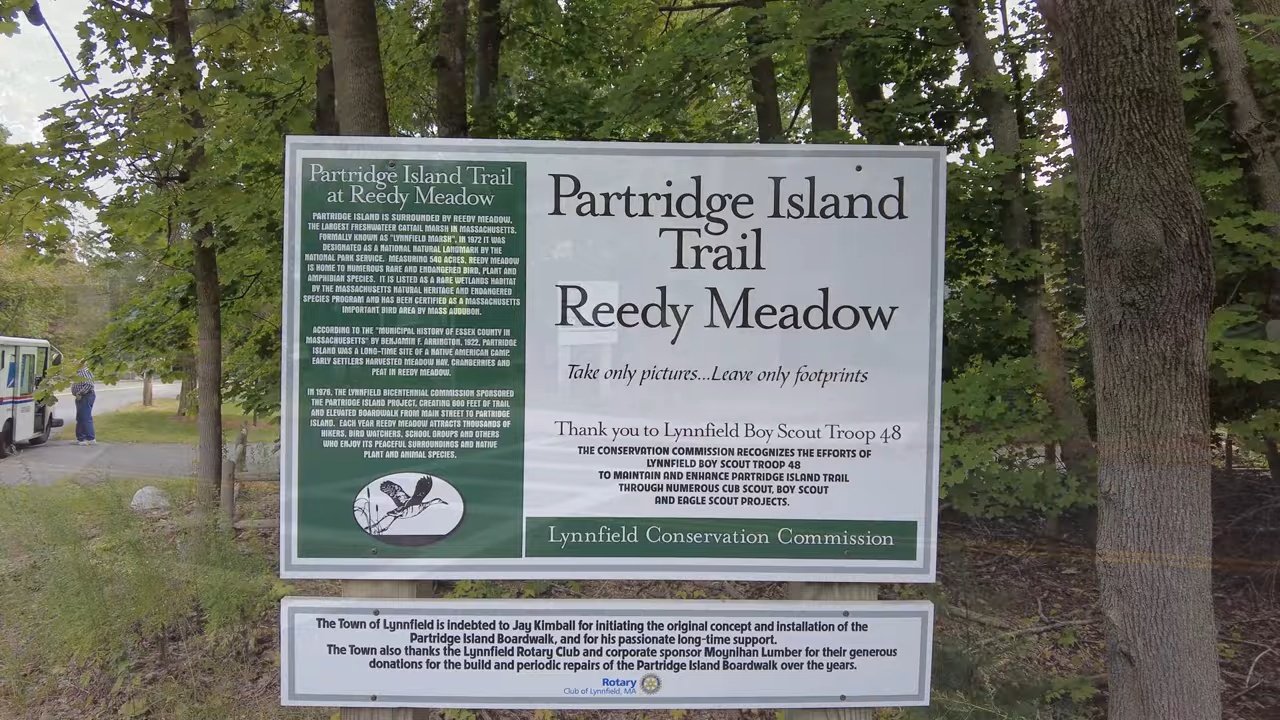 Partridge Island Trail
at Reedy Meadow
PARTRIDGE ISLAND IS SURROUNDED BY REEDY MEADOW,
THE LARGEST FRESHWATER CATTAIL MARSH IN MASSACHUSETTS.
FORMALLY KNOWN AS "LYNNFIELD MARSH", IN 1972 IT WAS
DESIGNATED AS A NATIONAL NATURAL LANDMARK BY THE
NATIONAL PARK SERVICE. MEASURING 540 ACRES, REEDY MEADOW
IS HOME TO NUMEROUS RARE AND ENDANGERED BIRD, PLANT AND
AMPHIBIAN SPECIES. IT IS LISTED AS A RARE WETLANDS HABITAT
BY THE MASSACHUSETTS NATURAL HERITAGE AND ENDANGERED
SPECIES PROGRAM AND HAS BEEN CERTIFIED AS A MASSACHUSETTS
IMPORTANT BIRD AREA BY MASS AUDUBON.
ACCORDING TO THE "MUNICIPAL HISTORY OF ESSEX COUNTY IN
MASSACHUSETTS" BY BENJAMIN F. ARRINGTON, 1922, PARTRIDGE
ISLAND WAS A LONG-TIME SITE OF A NATIVE AMERICAN CAMP.
EARLY SETTLERS HARVESTED MEADOW HAY, CRANBERRIES AND
PEAT IN REEDY MEADOW.
IN 1976, THE LYNNFIELD BICENTENNIAL COMMISSION SPONSORED
THE PARTRIDGE ISLAND PROJECT, CREATING 800 FEET OF TRAIL
AND ELEVATED BOARDWALK FROM MAIN STREET TO PARTRIDGE
ISLAND. EACH YEAR REEDY MEADOW ATTRACTS THOUSANDS OF
HIKERS, BIRD WATCHERS, SCHOOL GROUPS AND OTHERS
WHO ENJOY ITS PEACEFUL SURROUNDINGS AND NATIVE
PLANT AND ANIMAL SPECIES.
Partridge Island
Trail
Reedy Meadow
Take only pictures...Leave only footprints
Thank you to Lynnfield Boy Scout Troop 48
THE CONSERVATION COMMISSION RECOGNIZES THE EFFORTS OF
LYNNFIELD BOY SCOUT TROOP 48
TO MAINTAIN AND ENHANCE PARTRIDGE ISLAND TRAIL
THROUGH NUMEROUS CUB SCOUT, BOY SCOUT
AND EAGLE SCOUT PROJECTS.
Lynnfield Conservation Commission
The Town of Lynnfield is indebted to Jay Kimball for initiating the original concept and installation of the
Partridge Island Boardwalk, and for his passionate long-time support.
The Town also thanks the Lynnfield Rotary Club and corporate sponsor Moynihan Lumber for their generous
donations for the build and periodic repairs of the Partridge Island Boardwalk over the years.
Rotary
Club of Lynnfield, MA